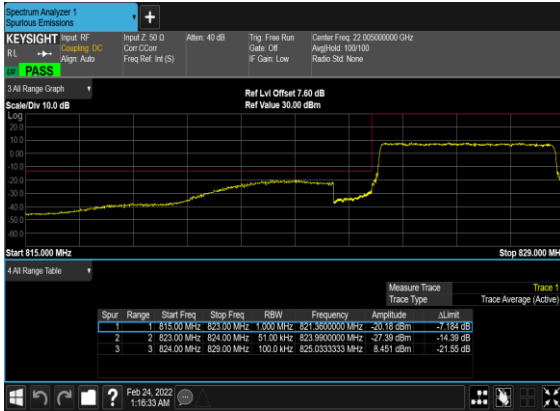 Spectrum Analyzer 1
Spurious Emissions
+
KEYSIGHT Input: RF Input Z: 50 Ω Atten: 40 dB Trig: Free Run Center Freq: 22.005000000 GHz
RL Coupling: DC Corr CCorr Gate: Off Avg|Hold: 100/100
Align: Auto Freq Ref: Int (S) IF Gain: Low Radio Std: None
PASS
3 All Range Graph
Ref Lvl Offset 7.60 dB
Scale/Div 10.0 dB Ref Value 30.00 dBm
Log
20.0
10.0
0.00
-10.0
-20.0
-30.0
-40.0
-50.0
-60.0
Start 815.000 MHz Stop 829.000 MH
4 All Range Table
Measure Trace Trace 1
Trace Type Trace Average (Active)
Spur Range Start Freq Stop Freq RBW Frequency Amplitude ΔLimit
1 1 815.00 MHz 823.00 MHz 1.000 MHz 821.3600000 MHz -20.18 dBm -7.184 dB
2 2 823.00 MHz 824.00 MHz 51.00 kHz 823.9900000 MHz -27.39 dBm -14.39 dB
3 3 824.00 MHz 829.00 MHz 100.0 kHz 825.0333333 MHz 8.451 dBm -21.55 dB
? Feb 24, 2022
1:16:33 AM